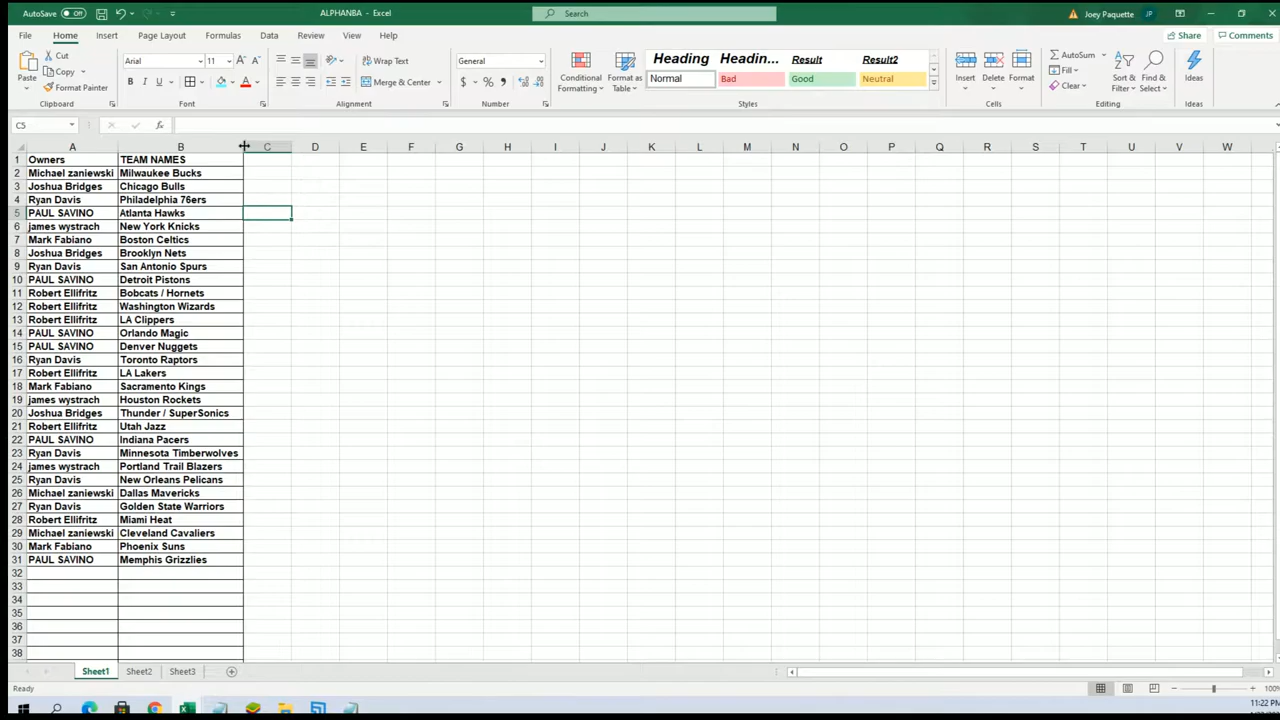 AutoSave Off ALPHANBA - Excel Search Joey Paquette JP
File Home Insert Page Layout Formulas Data Review View Help Share Comments
Paste Cut Copy Format Painter Clipboard
Arial 11 B I U A A A Font
Wrap Text Merge & Center Alignment
General $ % , Number
Conditional Formatting Format as Table
Heading Headin... Result Result2
Normal Bad Good Neutral
Styles
Insert Delete Format Cells
AutoSum Fill Clear Sort & Filter Find & Select Editing
Ideas Ideas
C5 fx
A B C D E F G H I J K L M N O P Q R S T U V W
1 Owners TEAM NAMES
2 Michael zaniewski Milwaukee Bucks
3 Joshua Bridges Chicago Bulls
4 Ryan Davis Philadelphia 76ers
5 PAUL SAVINO Atlanta Hawks
6 james wystrach New York Knicks
7 Mark Fabiano Boston Celtics
8 Joshua Bridges Brooklyn Nets
9 Ryan Davis San Antonio Spurs
10 PAUL SAVINO Detroit Pistons
11 Robert Ellifritz Bobcats / Hornets
12 Robert Ellifritz Washington Wizards
13 Robert Ellifritz LA Clippers
14 PAUL SAVINO Orlando Magic
15 PAUL SAVINO Denver Nuggets
16 Ryan Davis Toronto Raptors
17 Robert Ellifritz LA Lakers
18 Mark Fabiano Sacramento Kings
19 james wystrach Houston Rockets
20 Joshua Bridges Thunder / SuperSonics
21 Robert Ellifritz Utah Jazz
22 PAUL SAVINO Indiana Pacers
23 Ryan Davis Minnesota Timberwolves
24 james wystrach Portland Trail Blazers
25 Ryan Davis New Orleans Pelicans
26 Michael zaniewski Dallas Mavericks
27 Ryan Davis Golden State Warriors
28 Robert Ellifritz Miami Heat
29 Michael zaniewski Cleveland Cavaliers
30 Mark Fabiano Phoenix Suns
31 PAUL SAVINO Memphis Grizzlies
32
33
34
35
36
37
38
Sheet1 Sheet2 Sheet3
Ready 100%
11:22 PM